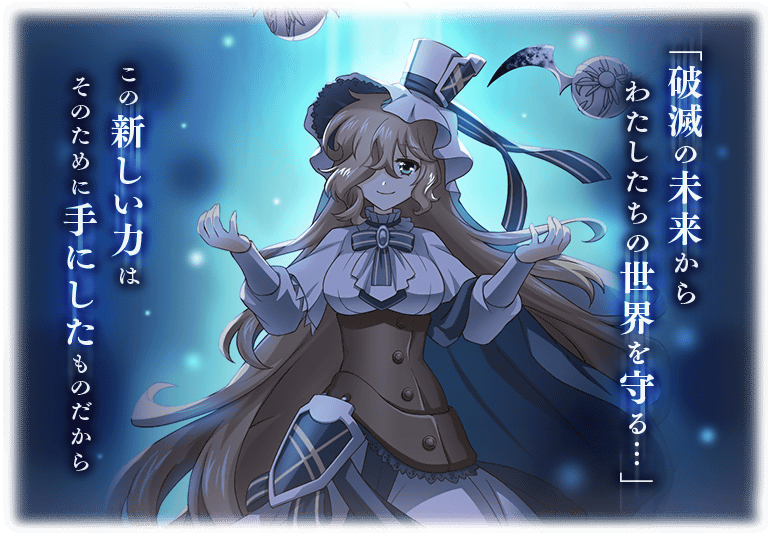 「破滅の未来から
わたしたちの世界を守る…」
この新しい力は
そのために手にしたものだから